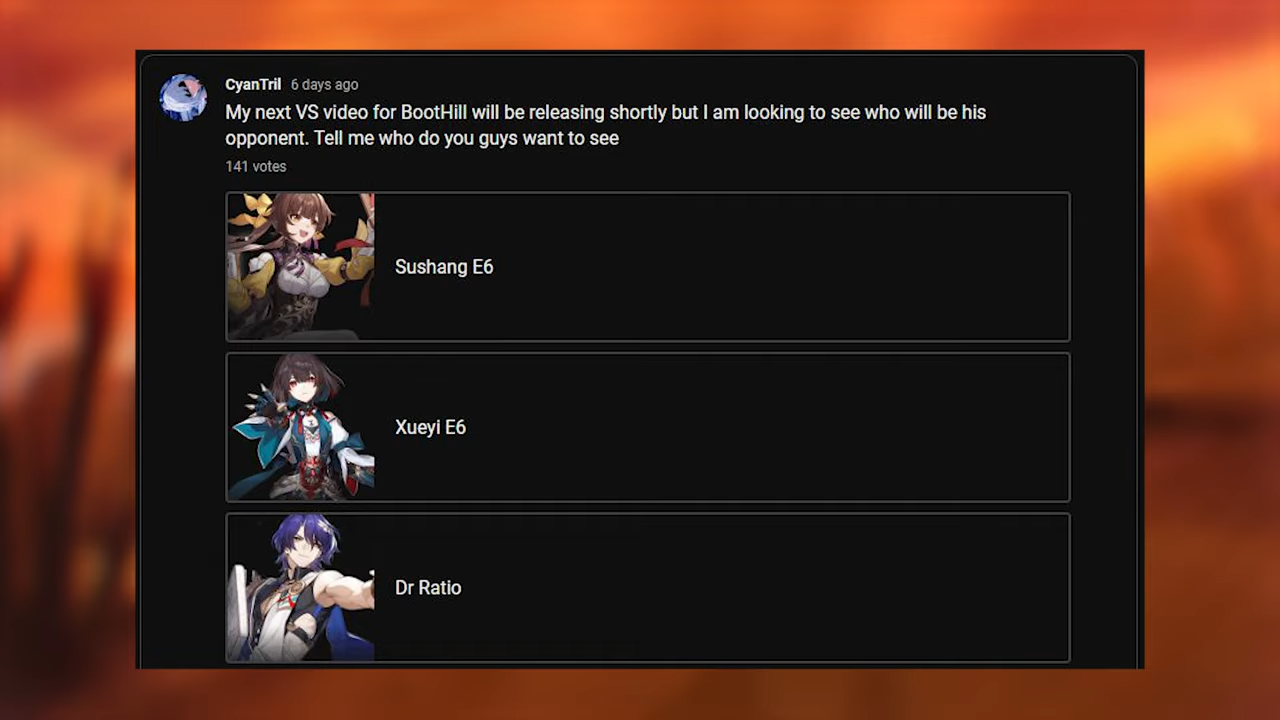 CyanTril 6 days ago
My next VS video for BootHill will be releasing shortly but I am looking to see who will be his
opponent. Tell me who do you guys want to see
141 votes
Sushang E6
Xueyi E6
Dr Ratio